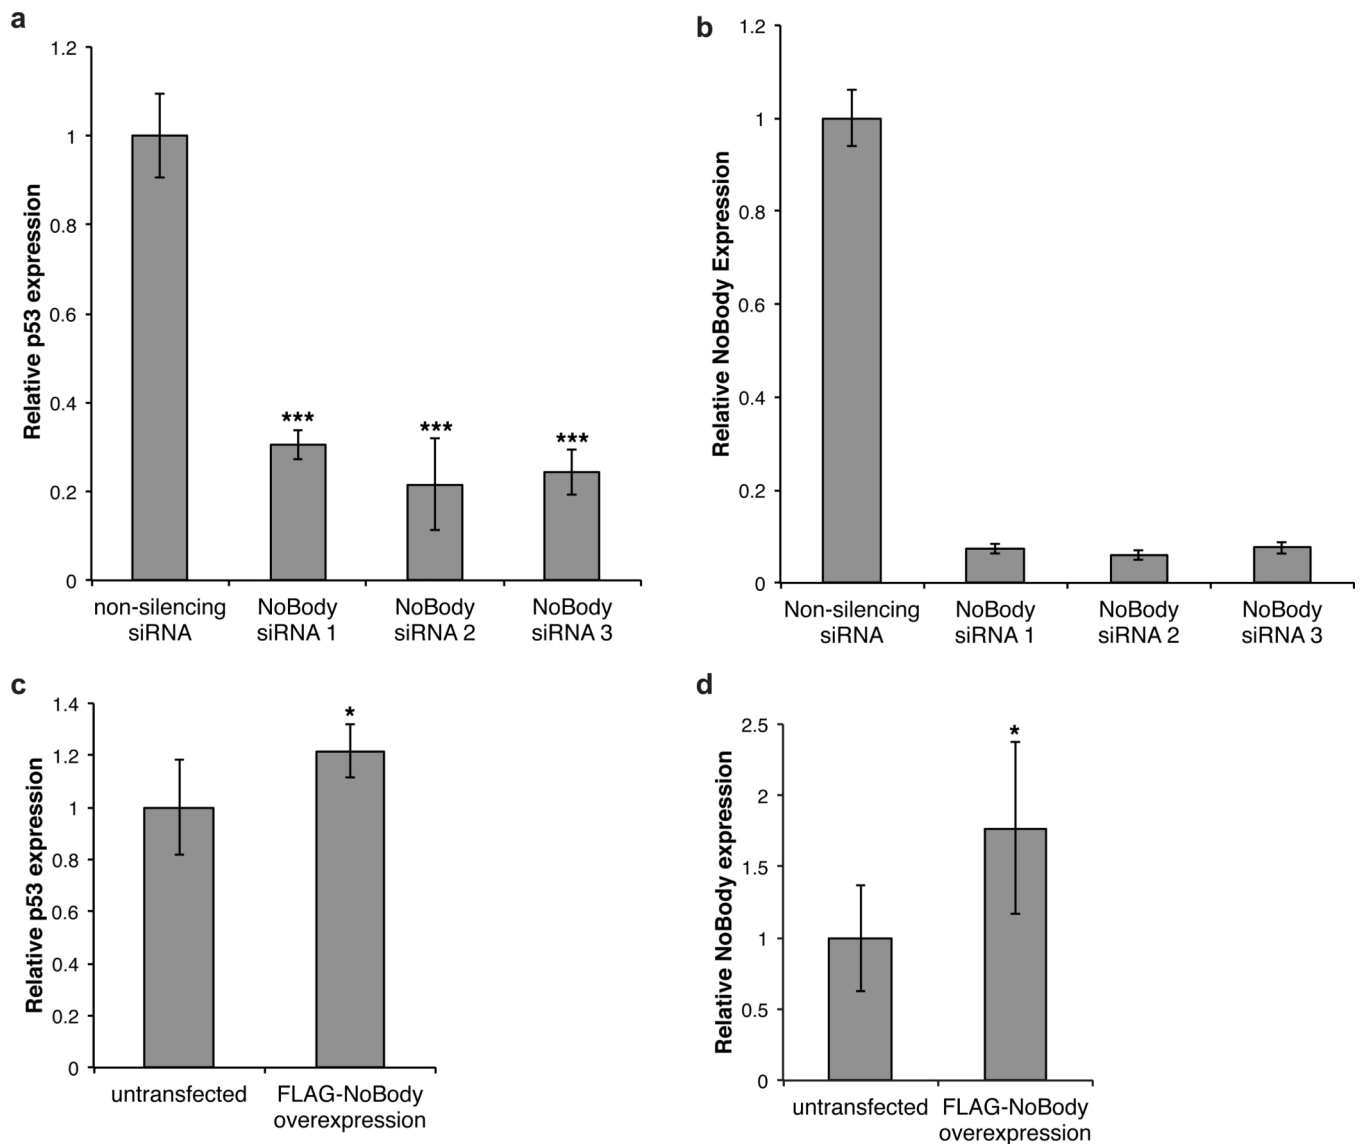 a
Relative p53 expression
1.2
1
0.8
0.6
0.4
0.2
0
***
***
***
non-silencing siRNA
NoBody siRNA 1
NoBody siRNA 2
NoBody siRNA 3
b
Relative NoBody Expression
1.2
1
0.8
0.6
0.4
0.2
0
Non-silencing siRNA
NoBody siRNA 1
NoBody siRNA 2
NoBody siRNA 3
c
Relative p53 expression
1.4
1.2
1
0.8
0.6
0.4
0.2
0
*
untransfected
FLAG-NoBody overexpression
d
Relative NoBody expression
2.5
2
1.5
1
0.5
0
*
untransfected
FLAG-NoBody overexpression